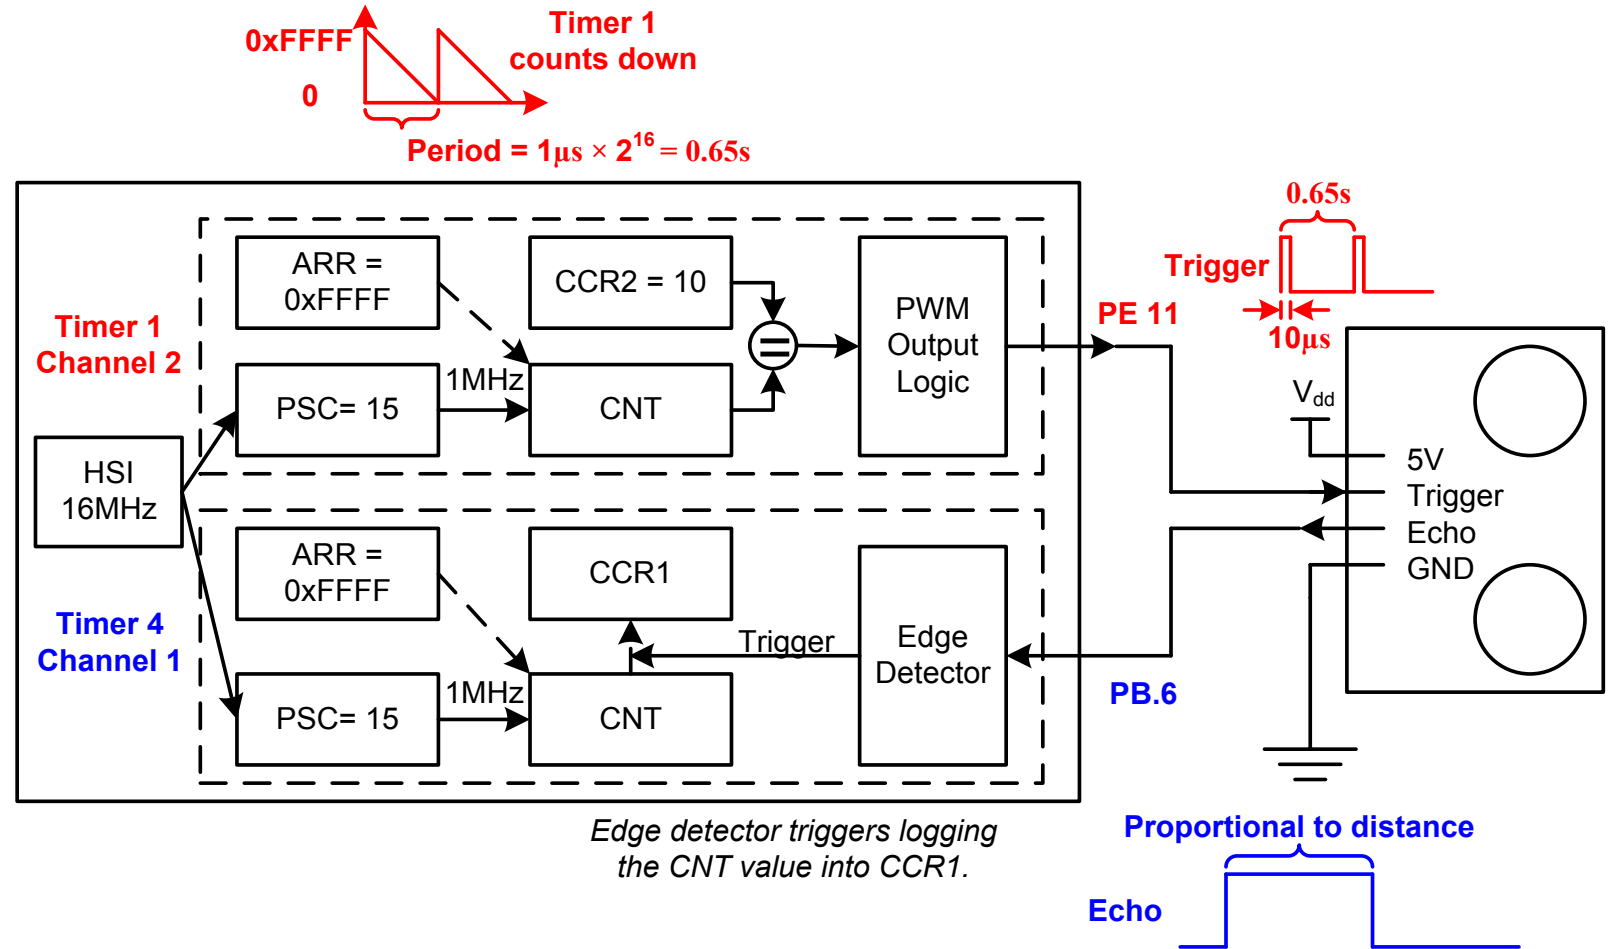 0xFFFF
0
Timer 1
counts down
Period = 1μs × 2^16 = 0.65s
Timer 1
Channel 2
ARR =
0xFFFF
CCR2 = 10
PSC= 15
1MHz
CNT
PWM
Output
Logic
PE 11
0.65s
Trigger
10μs
HSI
16MHz
Timer 4
Channel 1
ARR =
0xFFFF
CCR1
PSC= 15
1MHz
CNT
Trigger
Edge
Detector
PB.6
Vdd
5V
Trigger
Echo
GND
Edge detector triggers logging
the CNT value into CCR1.
Proportional to distance
Echo